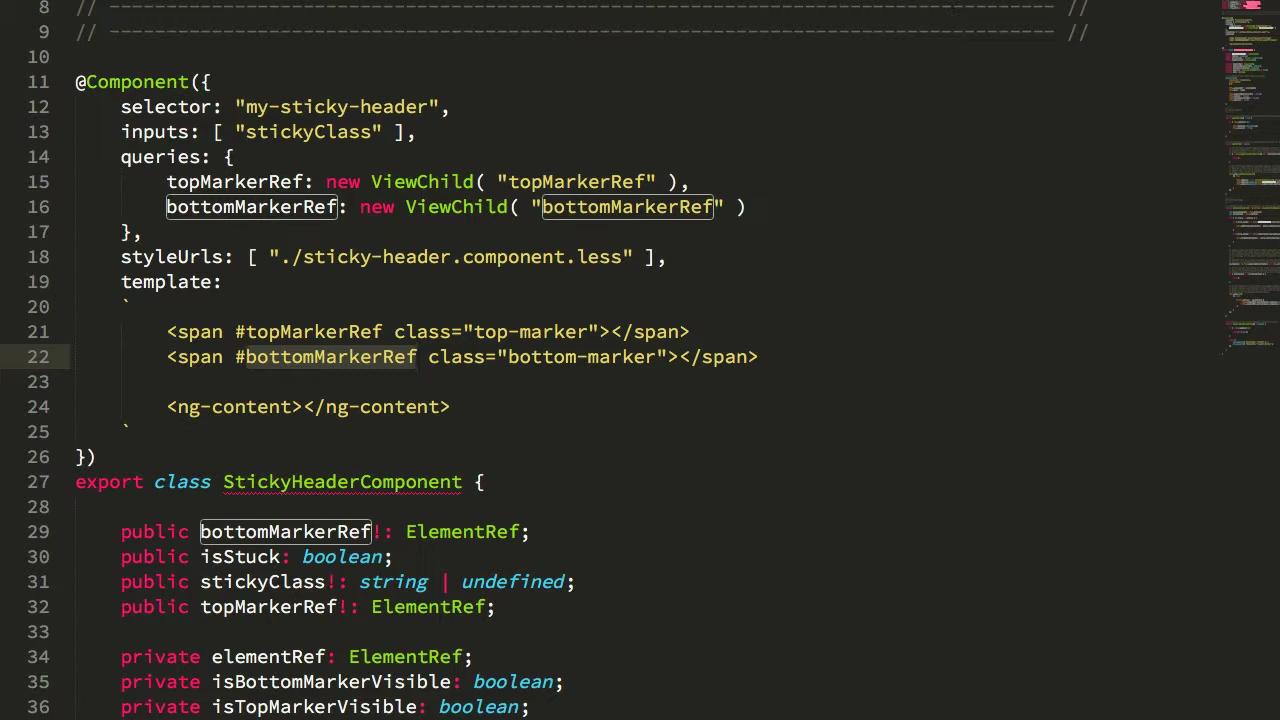 8 // ----------------------------------------------------------------------------------- //
9 // ----------------------------------------------------------------------------------- //
10
11 @Component({
12 selector: "my-sticky-header",
13 inputs: [ "stickyClass" ],
14 queries: {
15 topMarkerRef: new ViewChild( "topMarkerRef" ),
16 bottomMarkerRef: new ViewChild( "bottomMarkerRef" )
17 },
18 styleUrls: [ "./sticky-header.component.less" ],
19 template:
20 `
21 <span #topMarkerRef class="top-marker"></span>
22 <span #bottomMarkerRef class="bottom-marker"></span>
23
24 <ng-content></ng-content>
25 `
26 })
27 export class StickyHeaderComponent {
28
29 public bottomMarkerRef!: ElementRef;
30 public isStuck: boolean;
31 public stickyClass!: string | undefined;
32 public topMarkerRef!: ElementRef;
33
34 private elementRef: ElementRef;
35 private isBottomMarkerVisible: boolean;
36 private isTopMarkerVisible: boolean;